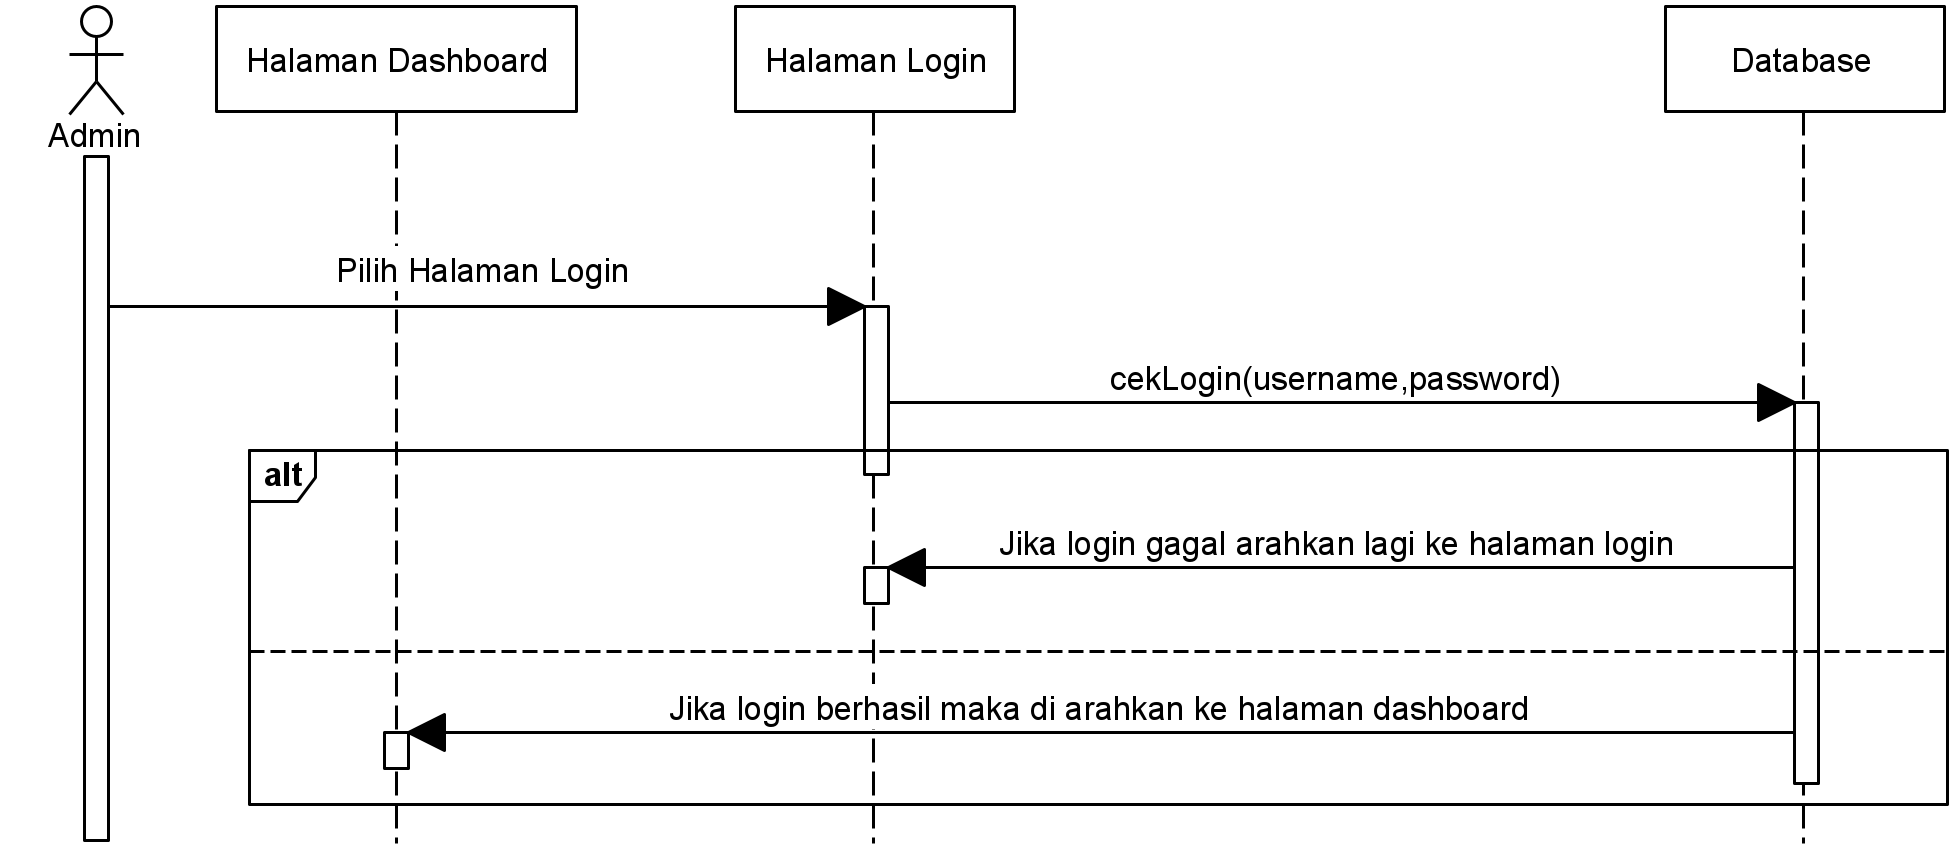 Admin
Halaman Dashboard
Halaman Login
Database
Pilih Halaman Login
cekLogin(username,password)
alt
Jika login gagal arahkan lagi ke halaman login
Jika login berhasil maka di arahkan ke halaman dashboard